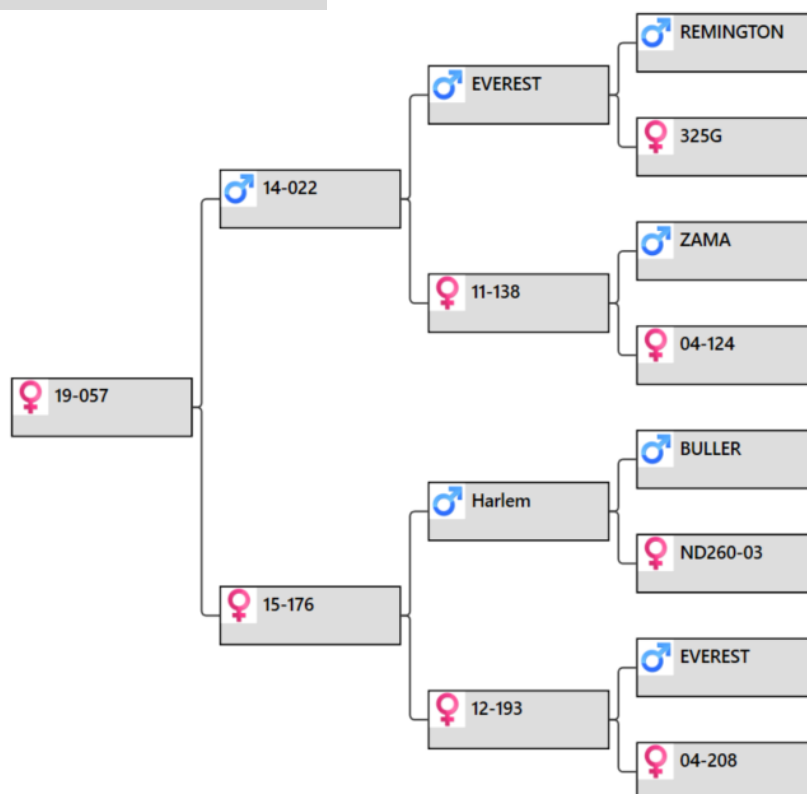 REMINGTON
EVEREST
325G
14-022
ZAMA
11-138
04-124
19-057
BULLER
Harlem
ND260-03
15-176
EVEREST
12-193
04-208